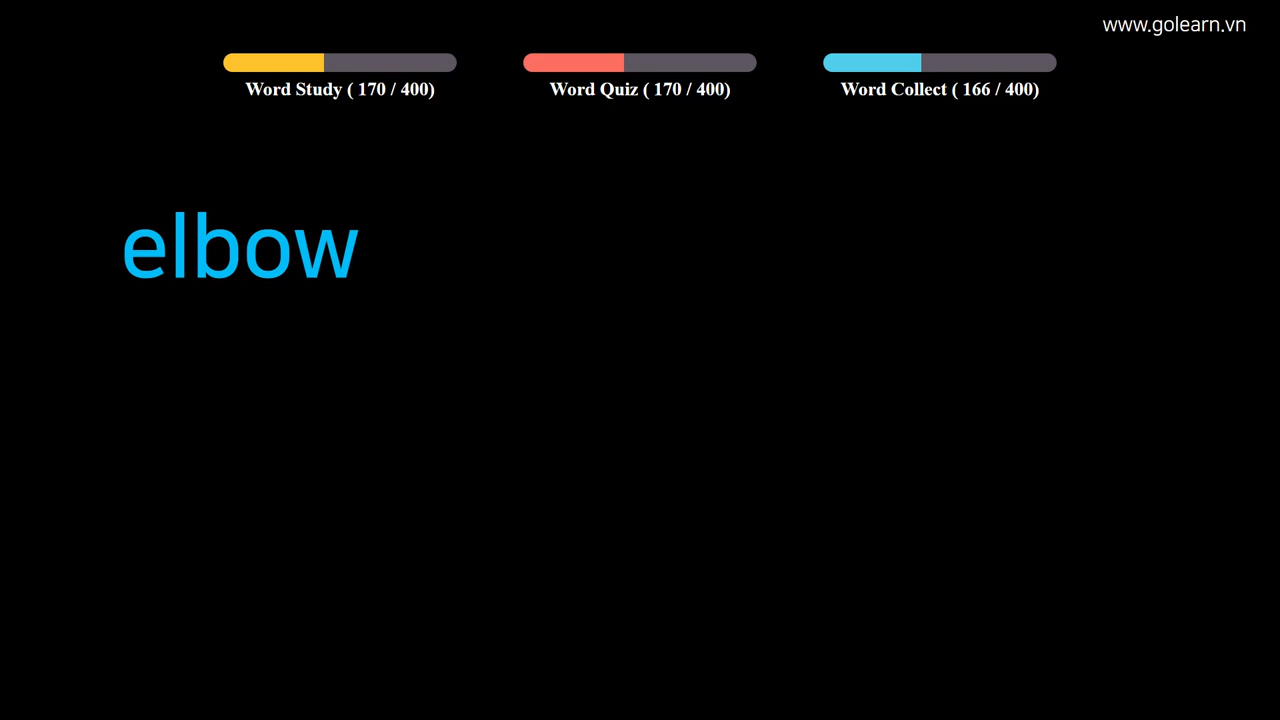 www.golearn.vn
Word Study ( 170 / 400)
Word Quiz ( 170 / 400)
Word Collect ( 166 / 400)
elbow